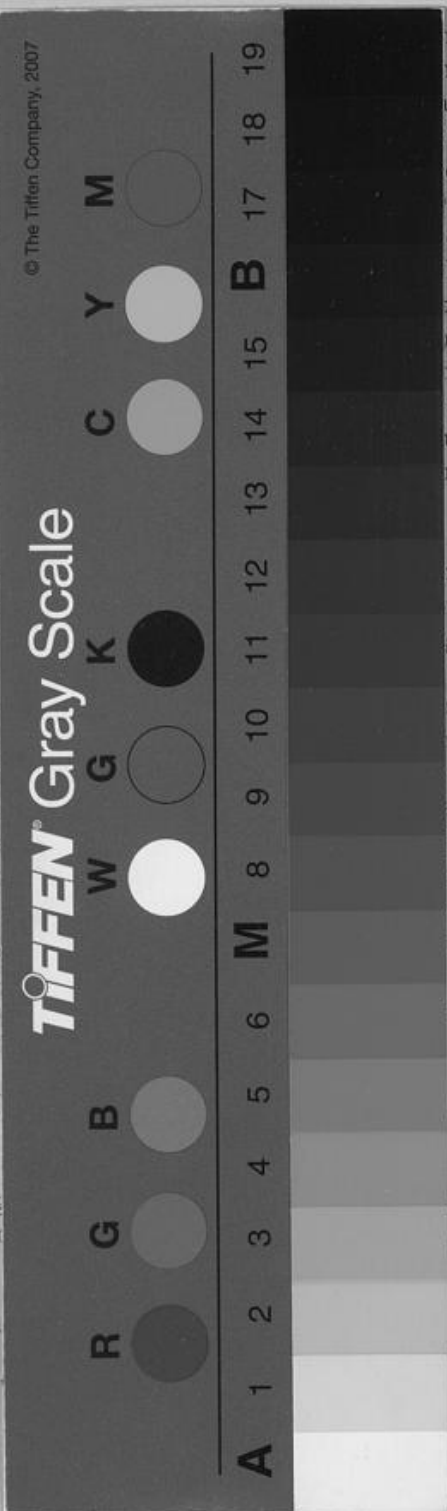 TIFFEN® Gray Scale
© The Tiffen Company, 2007
R G B W G K C Y M
A 1 2 3 4 5 6 M 8 9 10 11 12 13 14 15 B 17 18 19